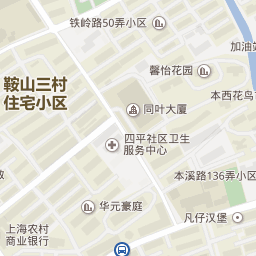 铁岭路50弄小区
加油站
馨怡花园
鞍山三村
住宅小区
本西花鸟
同叶大厦
四平社区卫生
服务中心
本溪路136弄小区
华元豪庭
凡仔汉堡
上海农村
商业银行